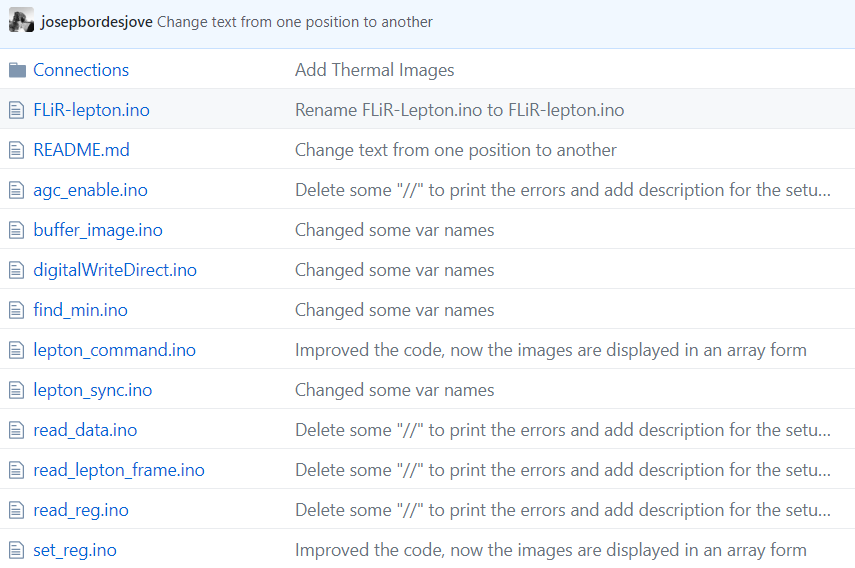 josepbordesjove Change text from one position to another
Connections Add Thermal Images
FLiR-lepton.ino Rename FLiR-Lepton.ino to FLiR-lepton.ino
README.md Change text from one position to another
agc_enable.ino Delete some "//" to print the errors and add description for the setu...
buffer_image.ino Changed some var names
digitalWriteDirect.ino Changed some var names
find_min.ino Changed some var names
lepton_command.ino Improved the code, now the images are displayed in an array form
lepton_sync.ino Changed some var names
read_data.ino Delete some "//" to print the errors and add description for the setu...
read_lepton_frame.ino Delete some "//" to print the errors and add description for the setu...
read_reg.ino Delete some "//" to print the errors and add description for the setu...
set_reg.ino Improved the code, now the images are displayed in an array form